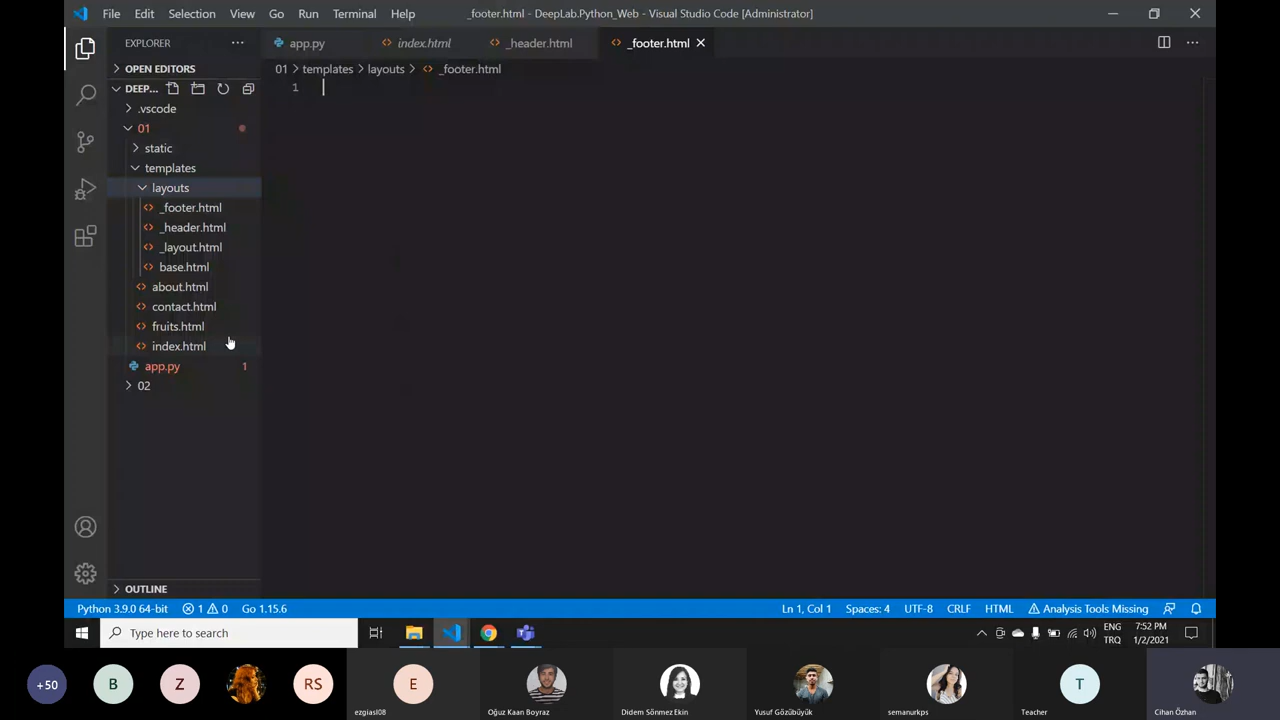 File Edit Selection View Go Run Terminal Help
_footer.html - DeepLab.Python_Web - Visual Studio Code [Administrator]
EXPLORER
app.py
index.html
_header.html
_footer.html
OPEN EDITORS
01 > templates > layouts > _footer.html
DEEP...
1
.vscode
01
static
templates
layouts
_footer.html
_header.html
_layout.html
base.html
about.html
contact.html
fruits.html
index.html
app.py 1
02
OUTLINE
Python 3.9.0 64-bit 1 0 Go 1.15.6
Ln 1, Col 1 Spaces: 4 UTF-8 CRLF HTML Analysis Tools Missing
Type here to search
ENG
TRQ
7:52 PM
1/2/2021
+50
B
Z
RS
E
T
ezgiasl08
Oğuz Kaan Boyraz
Didem Sönmez Ekin
Yusuf Gözübüyük
semanurkps
Teacher
Cihan Özhan